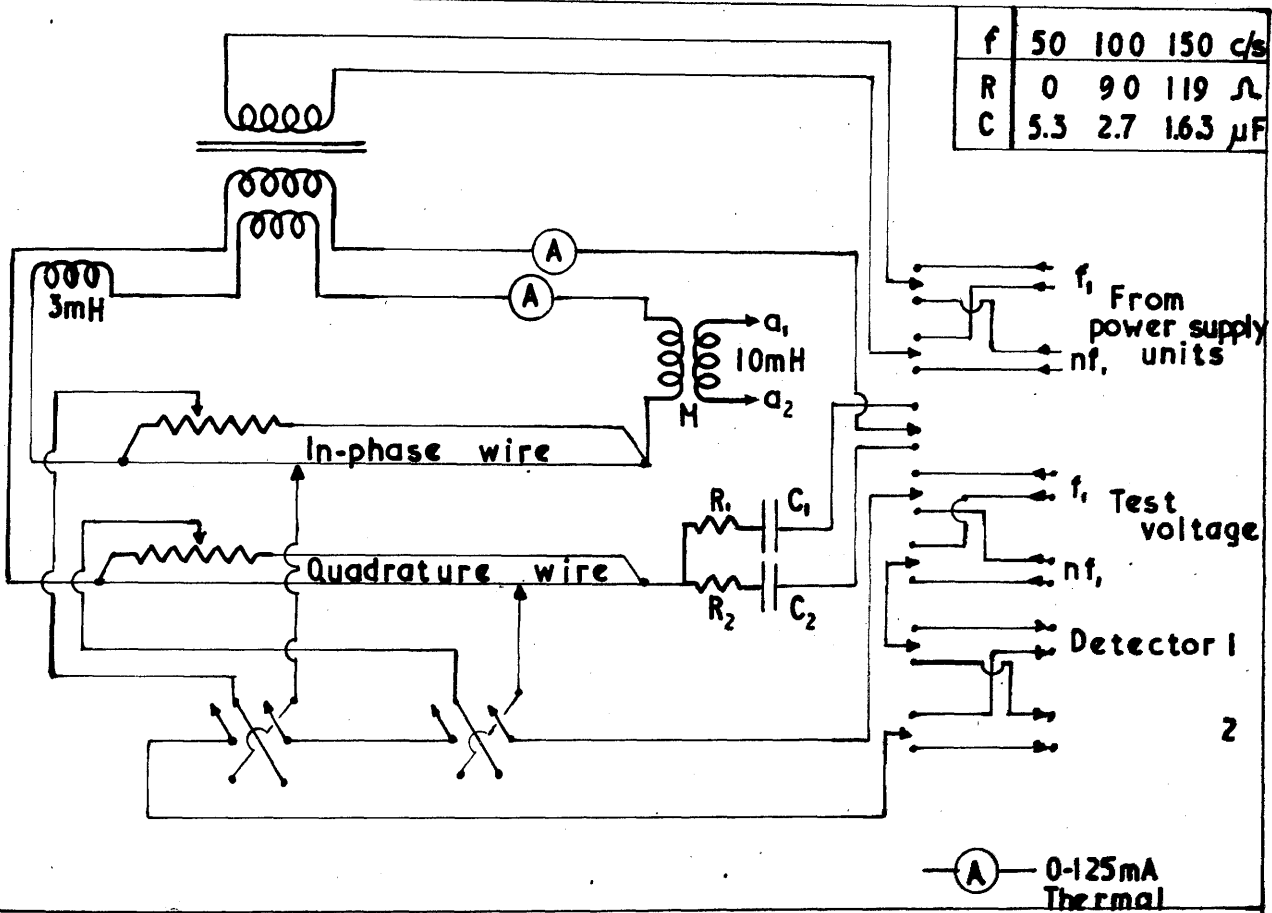 f 50 100 150 c/s
R 0 90 119 Ω
C 5.3 2.7 1.63 μF
A
A
3mH
a₁
10mH
a₂
M
f₁
From
power supply
units
nf₁
In-phase wire
R₁ C₁
f₁ Test
voltage
Quadrature wire
R₂ C₂
nf₁
Detector 1
2
A 0-125mA
Thermal